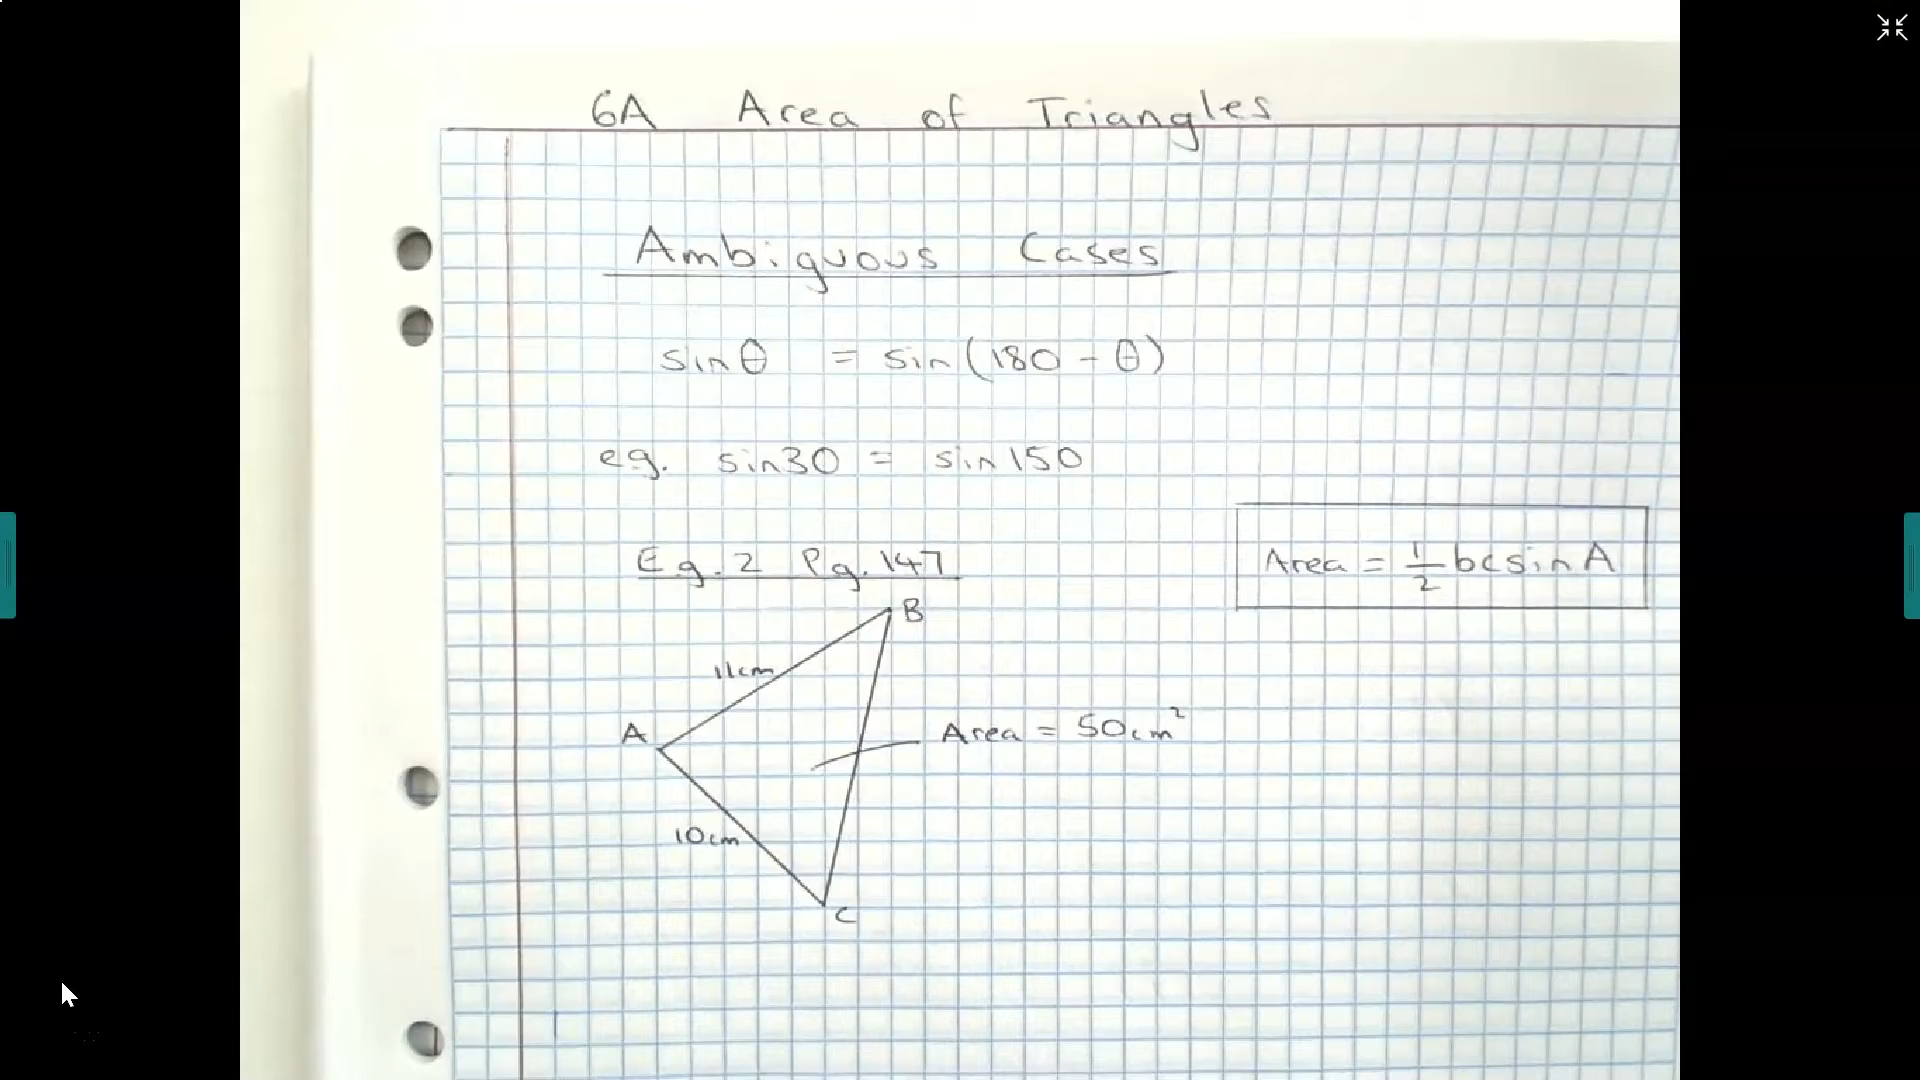 6A Area of Triangles
Ambiguous Cases
sinθ = sin(180 - θ)
eg. sin30 = sin150
Eg. 2 Pg. 147
Area = 1/2 bc sin A
B
11cm
A
Area = 50cm²
10cm
C